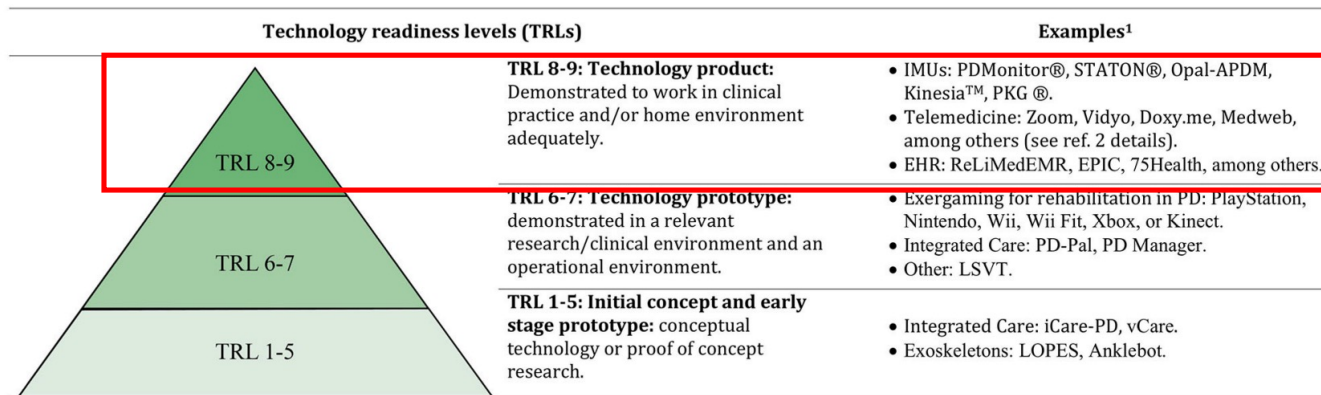 Technology readiness levels (TRLs)
Examples¹
TRL 8-9
TRL 8-9: Technology product:
Demonstrated to work in clinical
practice and/or home environment
adequately.
• IMUs: PDMonitor®, STATON®, Opal-APDM,
Kinesia™, PKG ®.
• Telemedicine: Zoom, Vidyo, Doxy.me, Medweb,
among others (see ref. 2 details).
• EHR: ReLiMedEMR, EPIC, 75Health, among others.
TRL 6-7
TRL 6-7: Technology prototype:
demonstrated in a relevant
research/clinical environment and an
operational environment.
• Exergaming for rehabilitation in PD: PlayStation,
Nintendo, Wii, Wii Fit, Xbox, or Kinect.
• Integrated Care: PD-Pal, PD Manager.
• Other: LSVT.
TRL 1-5
TRL 1-5: Initial concept and early
stage prototype: conceptual
technology or proof of concept
research.
• Integrated Care: iCare-PD, vCare.
• Exoskeletons: LOPES, Anklebot.